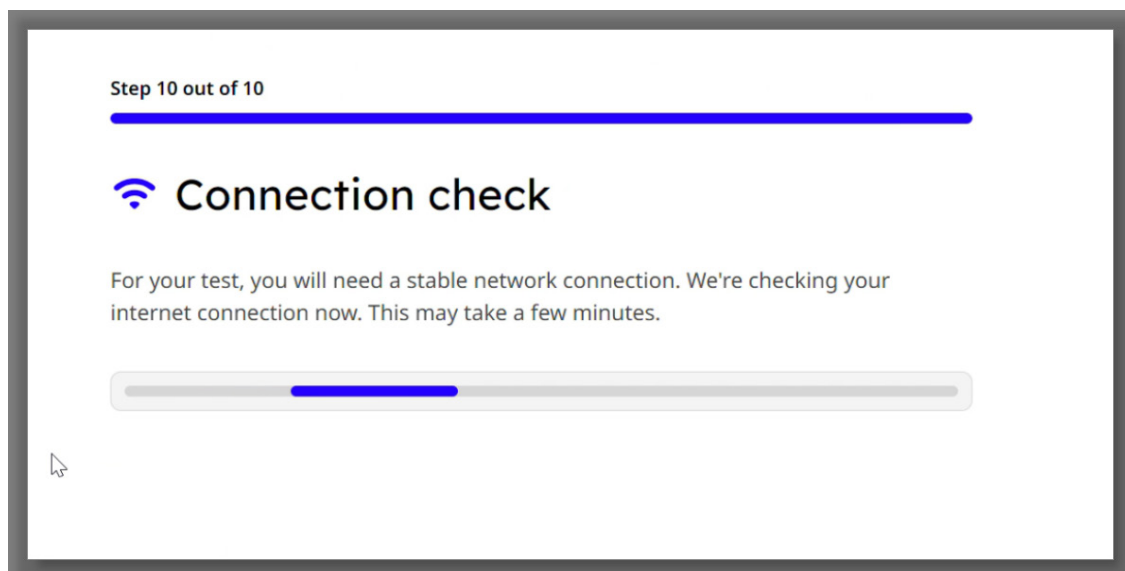 Step 10 out of 10
Connection check
For your test, you will need a stable network connection. We're checking your
internet connection now. This may take a few minutes.